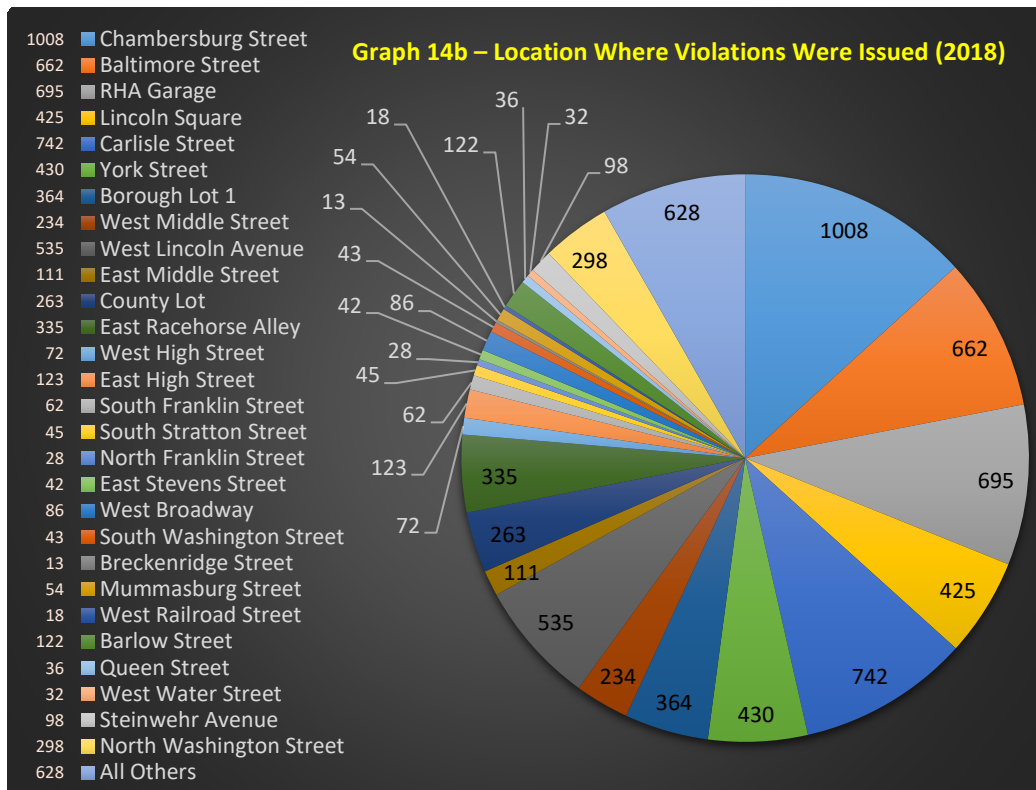 Graph 14b – Location Where Violations Were Issued (2018)
1008 Chambersburg Street
662 Baltimore Street
695 RHA Garage
425 Lincoln Square
742 Carlisle Street
430 York Street
364 Borough Lot 1
234 West Middle Street
535 West Lincoln Avenue
111 East Middle Street
263 County Lot
335 East Racehorse Alley
72 West High Street
123 East High Street
62 South Franklin Street
45 South Stratton Street
28 North Franklin Street
42 East Stevens Street
86 West Broadway
43 South Washington Street
13 Breckenridge Street
54 Mummasburg Street
18 West Railroad Street
122 Barlow Street
36 Queen Street
32 West Water Street
98 Steinwehr Avenue
298 North Washington Street
628 All Others
1008
662
695
425
742
430
364
234
535
111
263
335
72
123
62
45
28
42
86
43
13
54
18
122
36
32
98
298
628